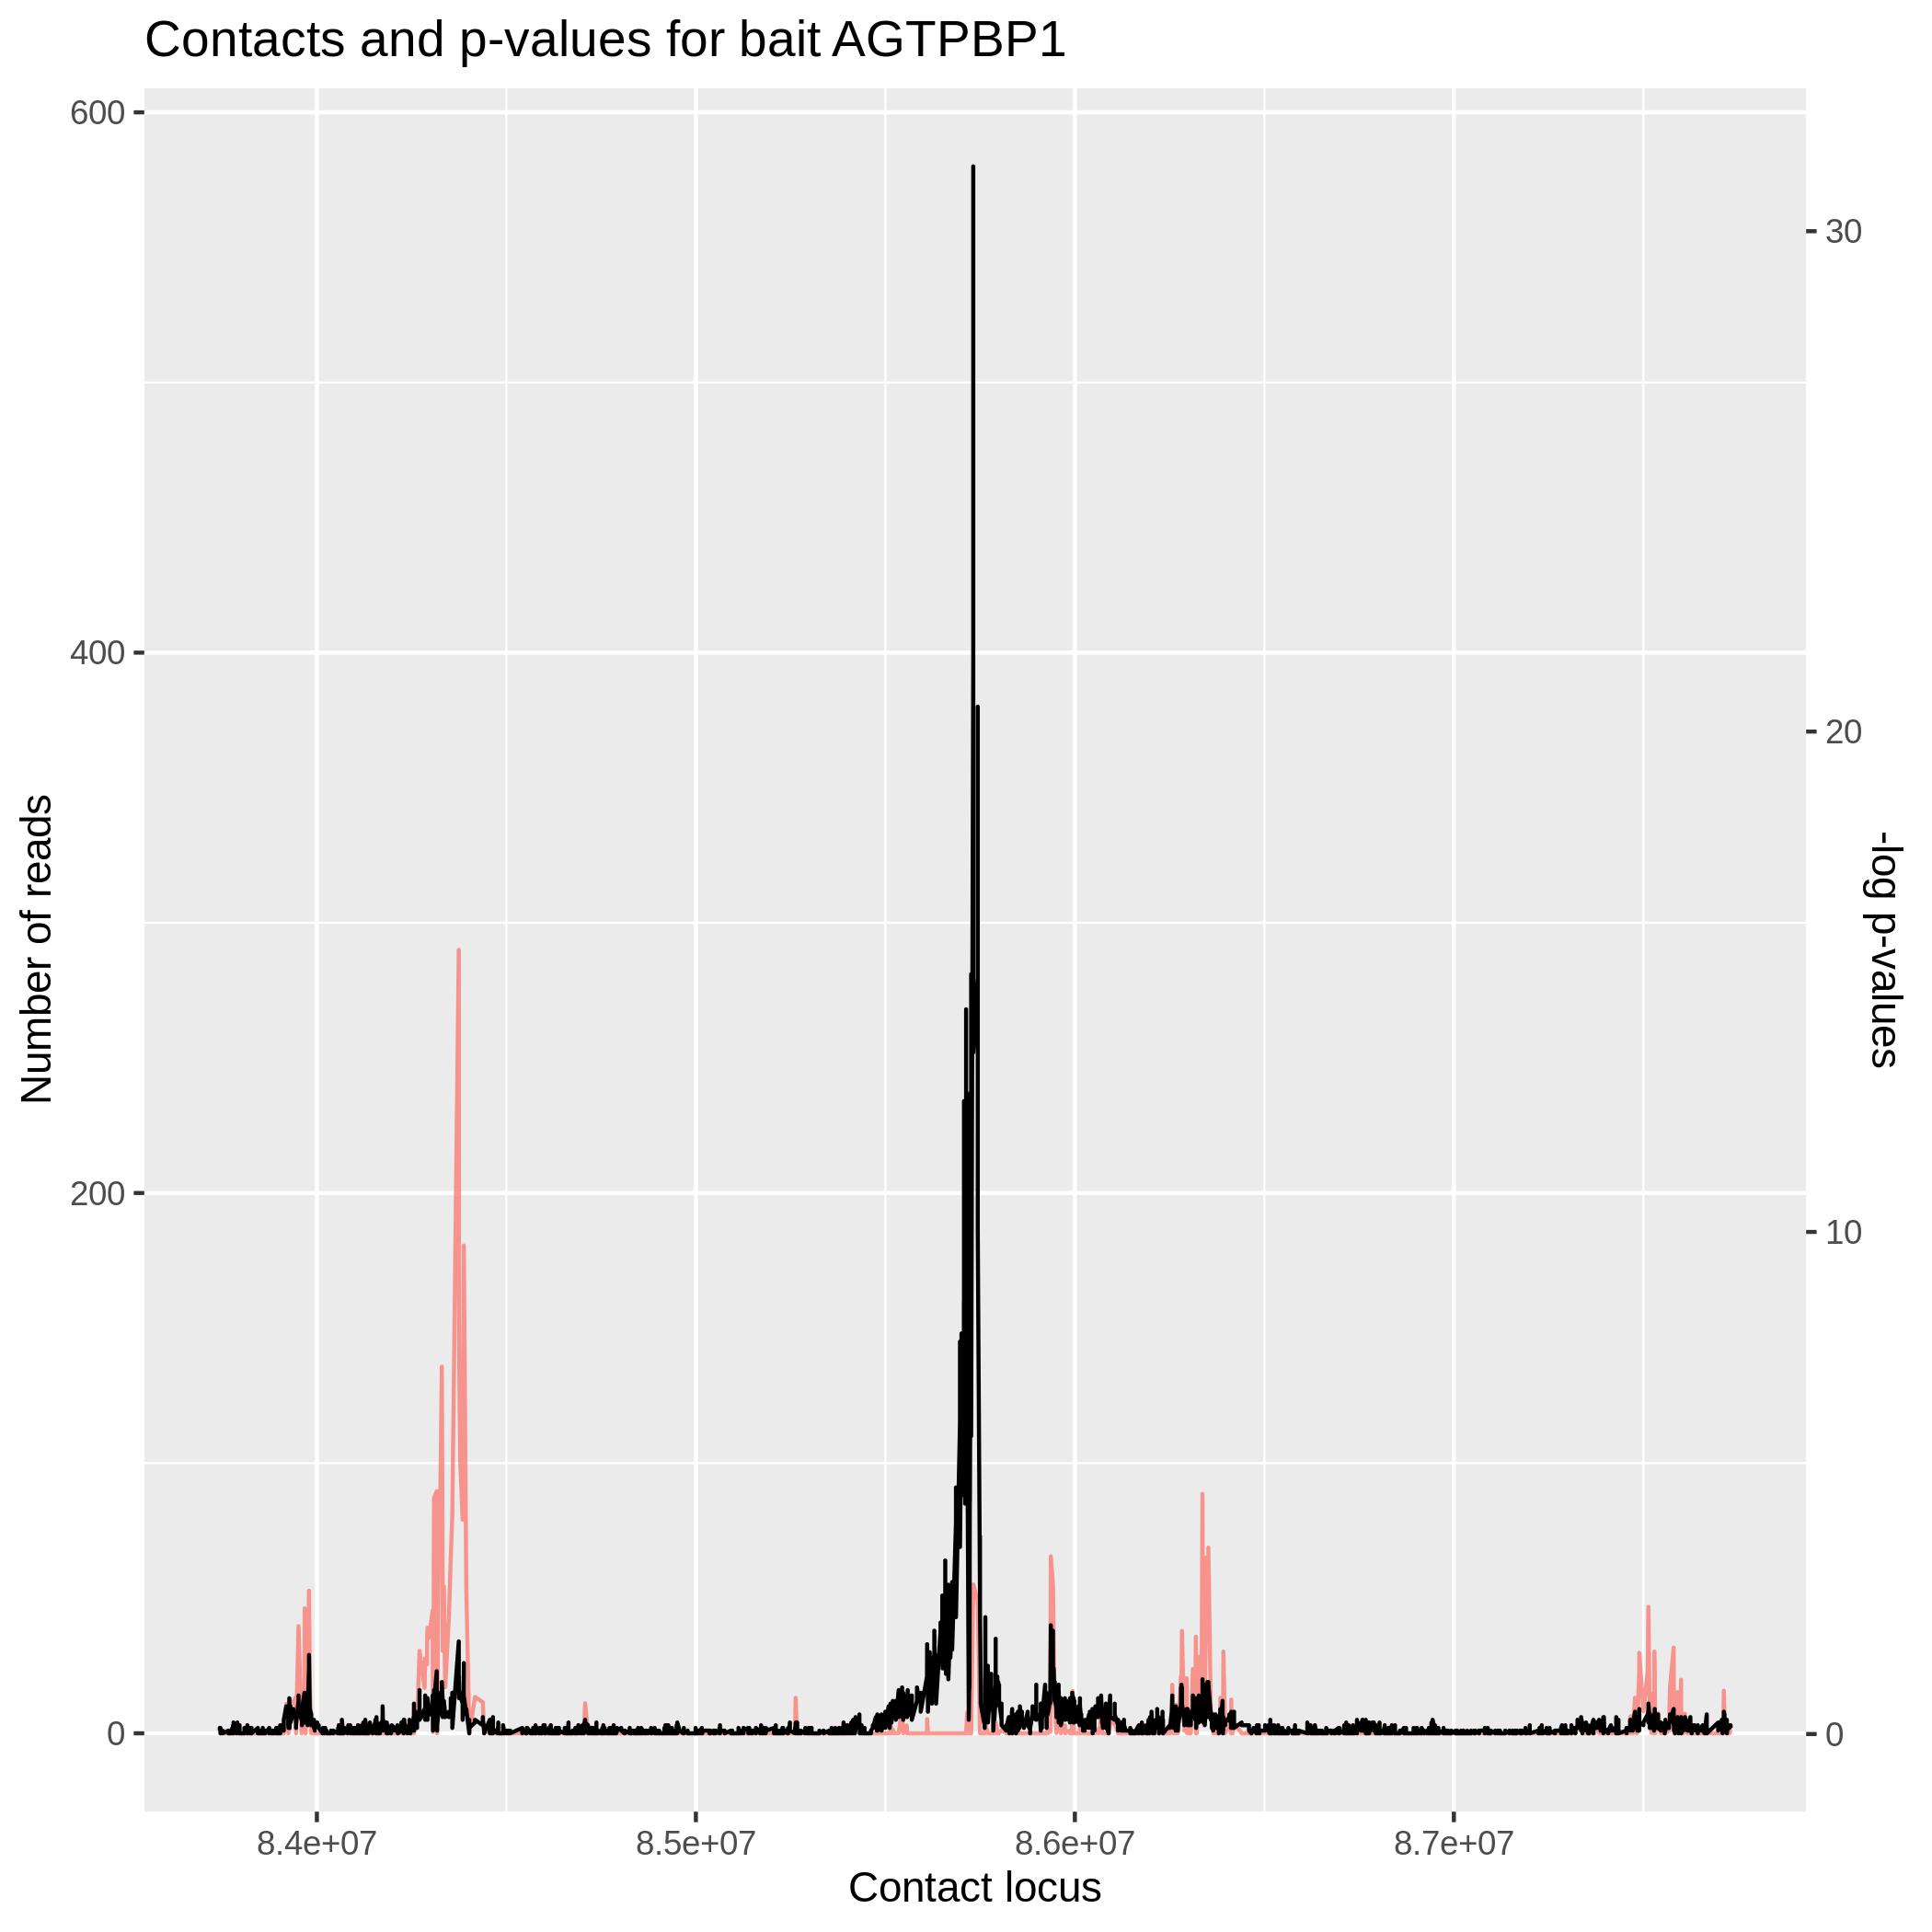 Contacts and p-values for bait AGTPBP1
600
400
200
0
Number of reads
30
20
10
0
-log p-values
8.4e+07
8.5e+07
8.6e+07
8.7e+07
Contact locus